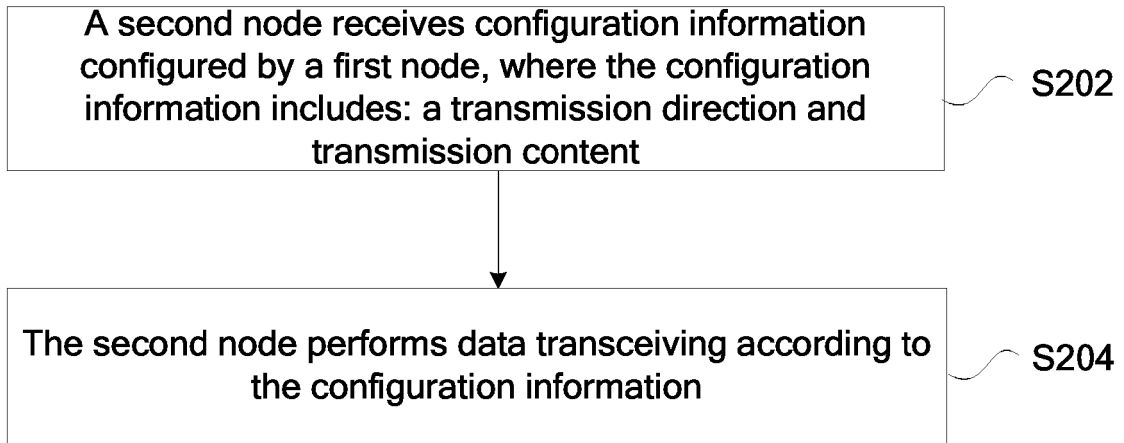 A second node receives configuration information
configured by a first node, where the configuration
information includes: a transmission direction and
transmission content
S202
The second node performs data transceiving according to
the configuration information
S204